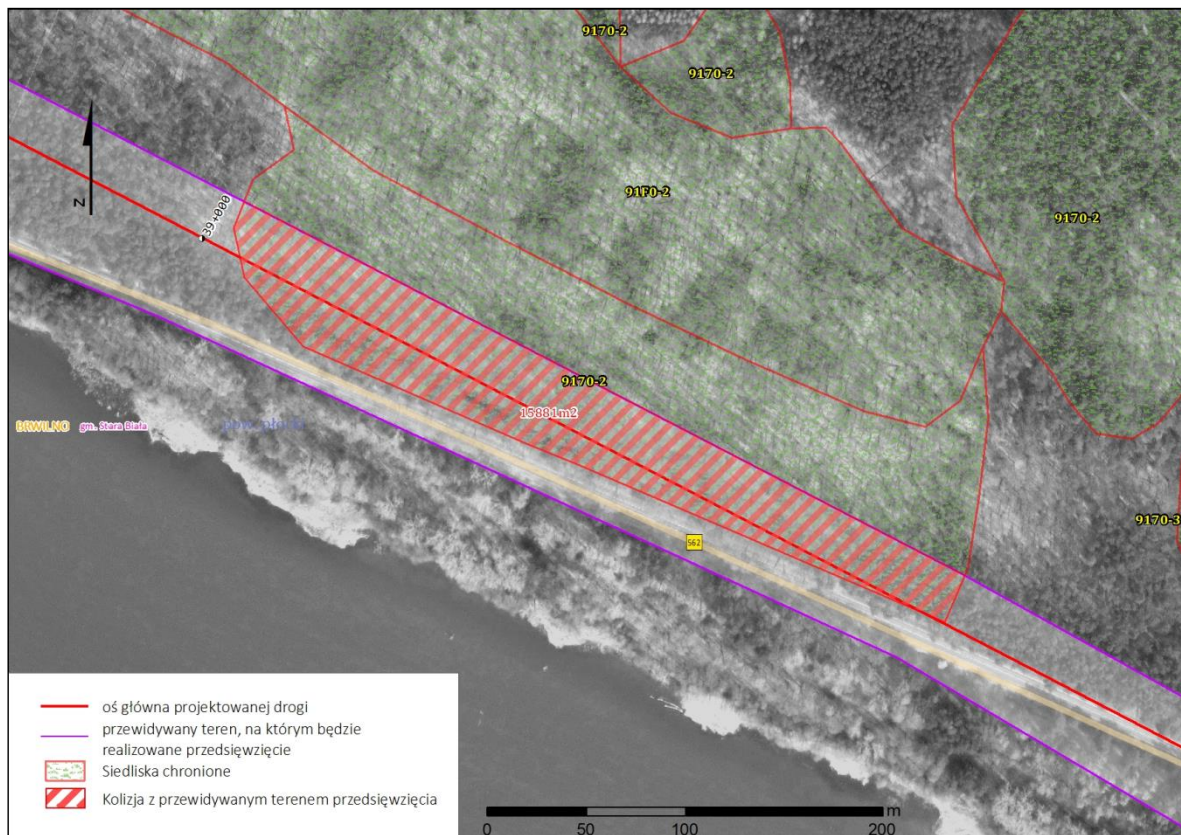 9170-2
9170-2
91F0-2
9170-2
N
39+000
9170-2
15881m2
BRWILNO
gm. Stara Biała
9170-3
562
oś główna projektowanej drogi
przewidywany teren, na którym będzie
realizowane przedsięwzięcie
Siedliska chronione
Kolizja z przewidywanym terenem przedsięwzięcia
m
0 50 100 200